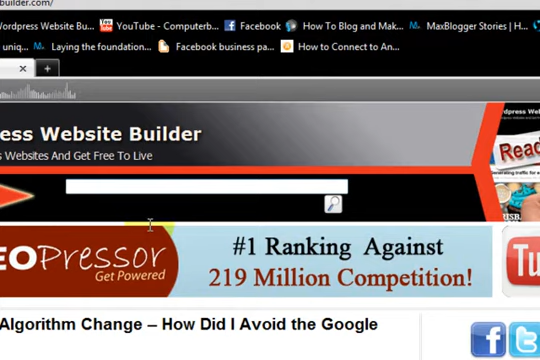 builder.com/
Wordpress Website Bu... YouTube - Computerb... Facebook How To Blog and Mak... MaxBlogger Stories | H...
uniq... Laying the foundation... Facebook business pa... How to Connect to An...
ess Website Builder
s Websites And Get Free To Live
Read
EOPressor
Get Powered
#1 Ranking Against
219 Million Competition!
Algorithm Change – How Did I Avoid the Google